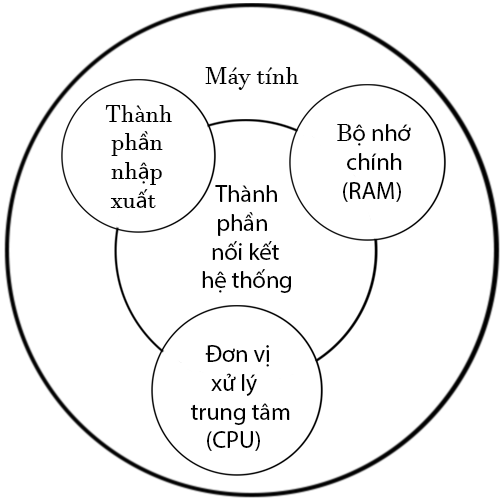 Máy tính
Thành
phần
nhập
xuất
Bộ nhớ
chính
(RAM)
Thành
phần
nối kết
hệ thống
Đơn vị
xử lý
trung tâm
(CPU)